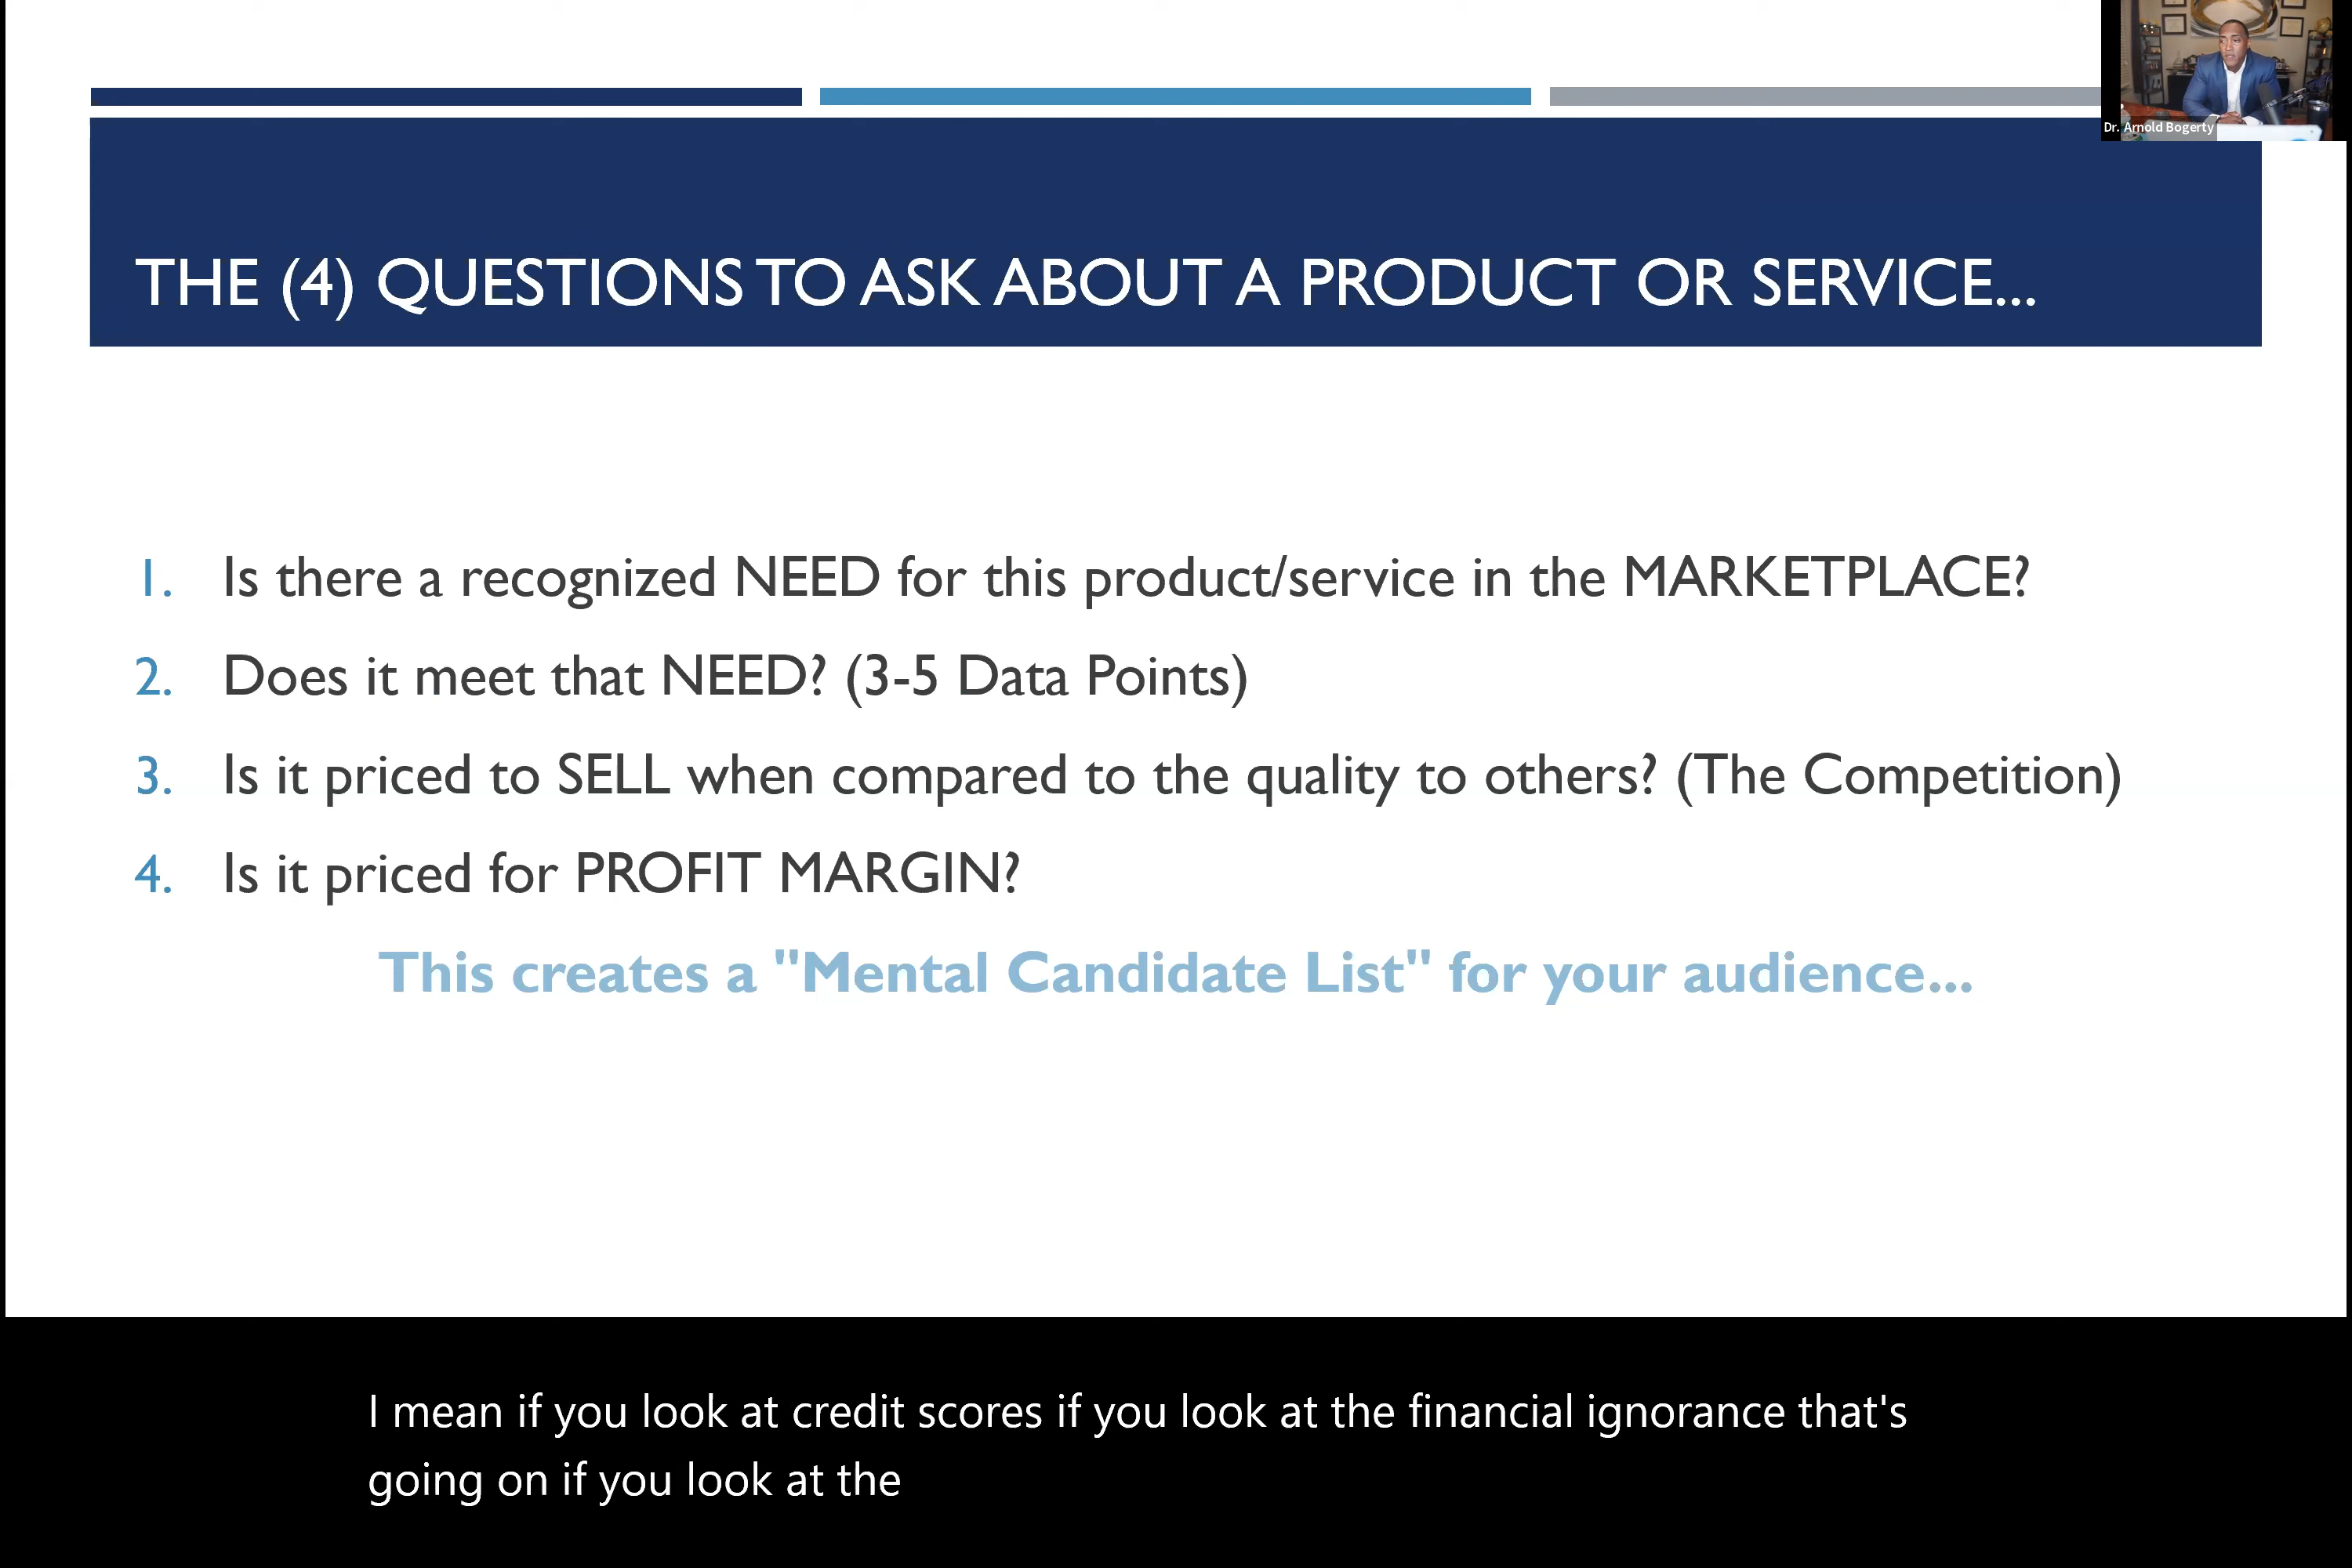 Dr. Arnold Bogerty
THE (4) QUESTIONS TO ASK ABOUT A PRODUCT OR SERVICE...
1. Is there a recognized NEED for this product/service in the MARKETPLACE?
2. Does it meet that NEED? (3-5 Data Points)
3. Is it priced to SELL when compared to the quality to others? (The Competition)
4. Is it priced for PROFIT MARGIN?
This creates a "Mental Candidate List" for your audience...
I mean if you look at credit scores if you look at the financial ignorance that's
going on if you look at the